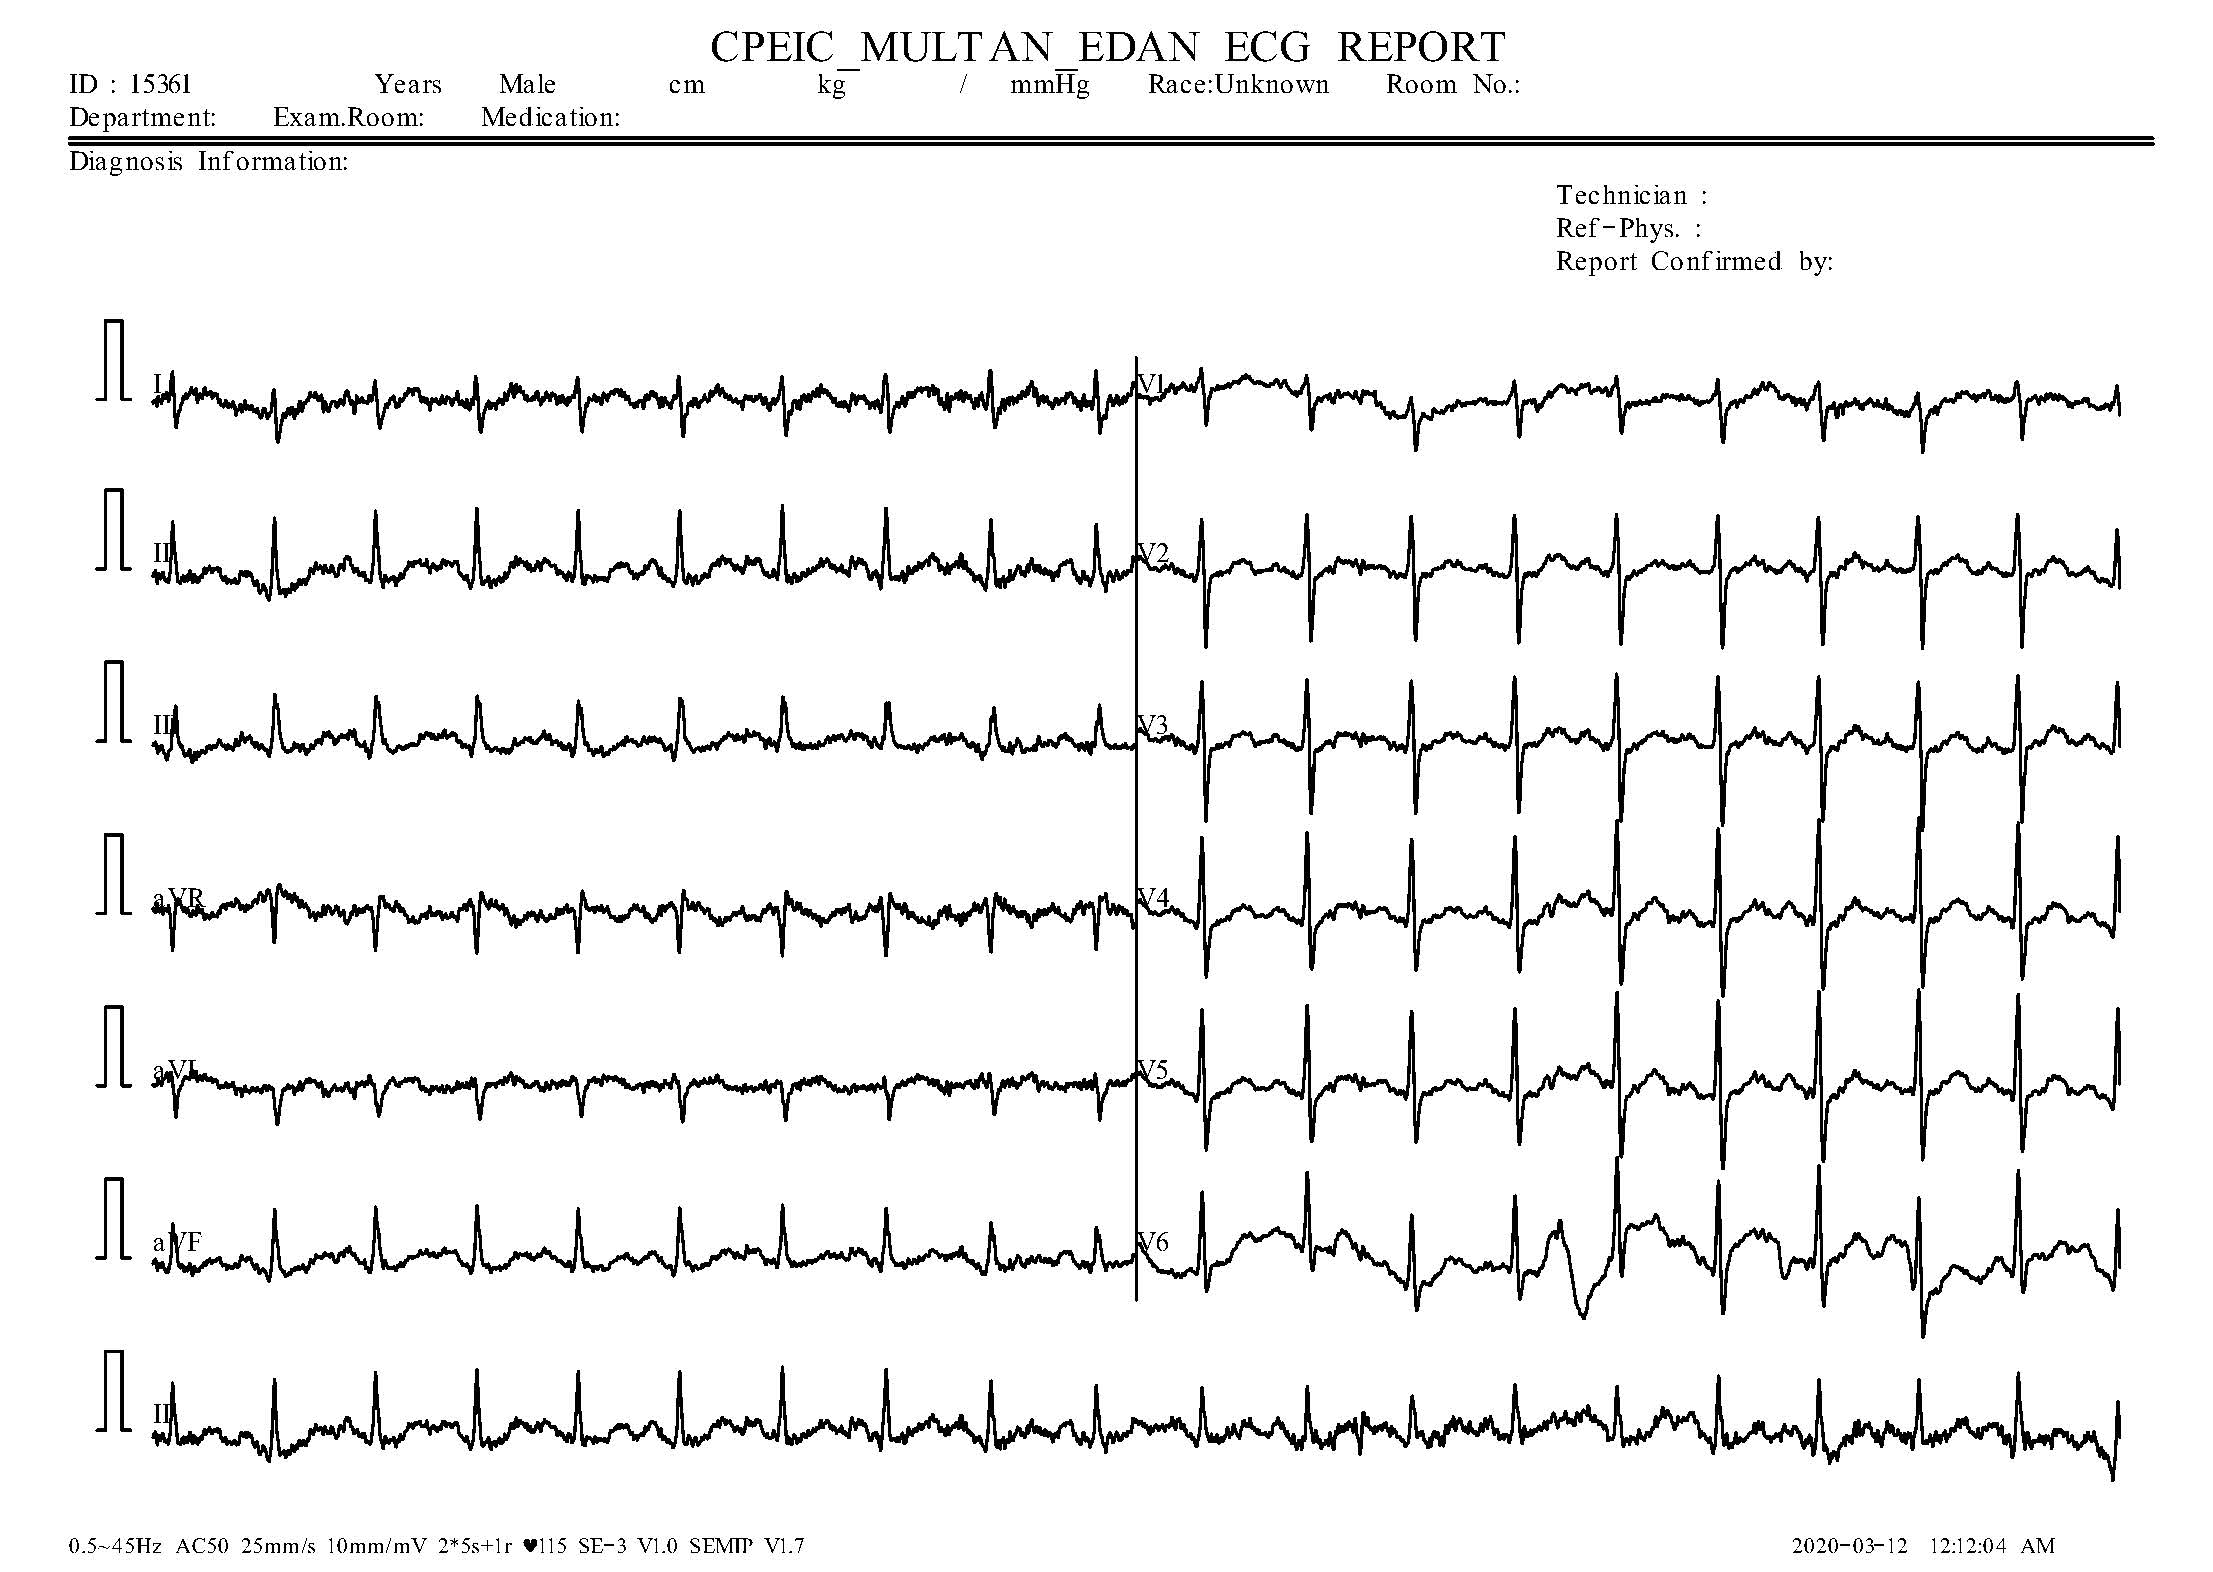 CPEIC_MULTAN_EDAN ECG REPORT
ID : 15361 Years Male cm kg / mmHg Race:Unknown Room No.:
Department: Exam.Room: Medication:
Diagnosis Information:
Technician :
Ref-Phys. :
Report Confirmed by:
I V1
II V2
III V3
aVR V4
aVL V5
aVF V6
II
0.5~45Hz AC50 25mm/s 10mm/mV 2*5s+1r ♥115 SE-3 V1.0 SEMIP V1.7 2020-03-12 12:12:04 AM